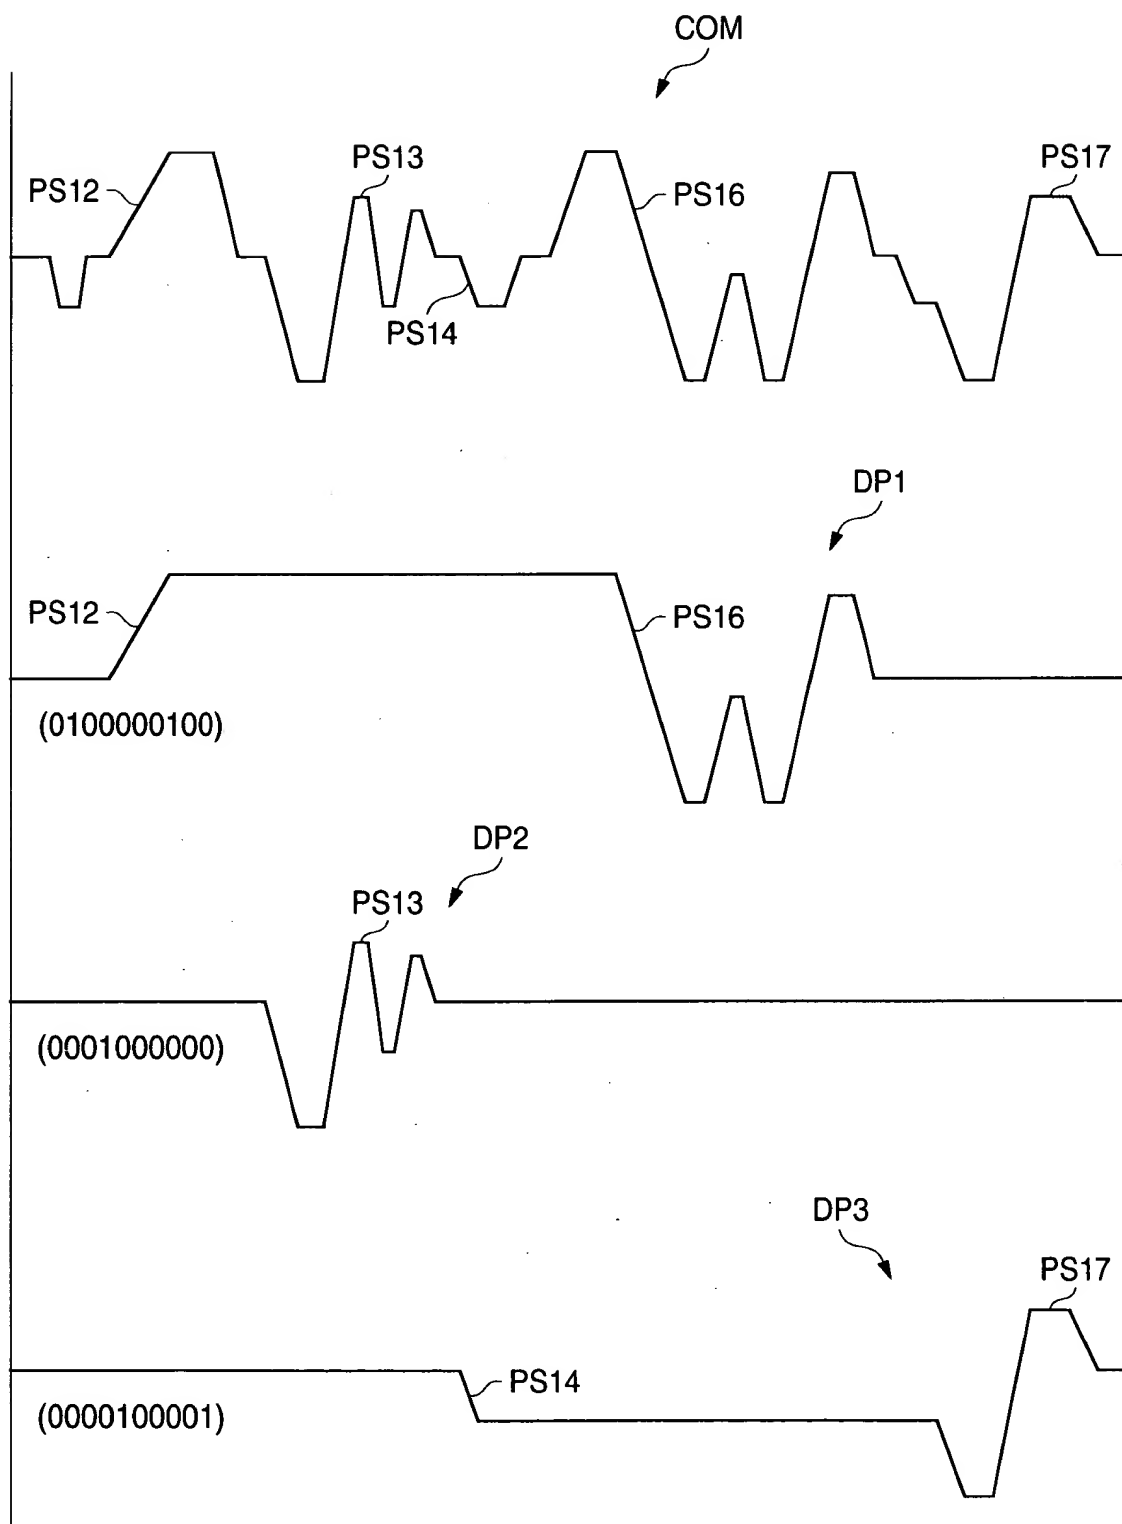 COM
PS12
PS13
PS14
PS16
PS17
DP1
PS12
PS16
(0100000100)
DP2
PS13
(0001000000)
DP3
PS17
PS14
(0000100001)